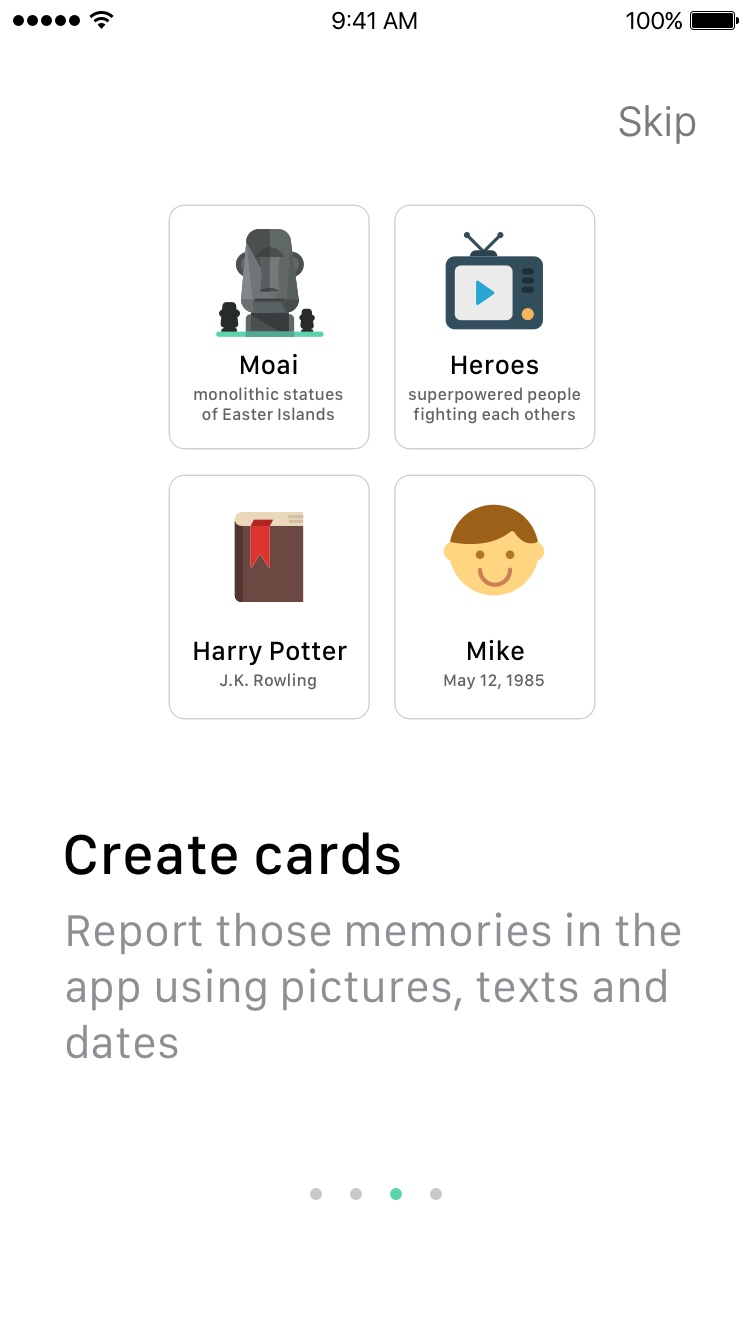 9:41 AM 100%
Skip
Moai
monolithic statues
of Easter Islands
Heroes
superpowered people
fighting each others
Harry Potter
J.K. Rowling
Mike
May 12, 1985
Create cards
Report those memories in the
app using pictures, texts and
dates